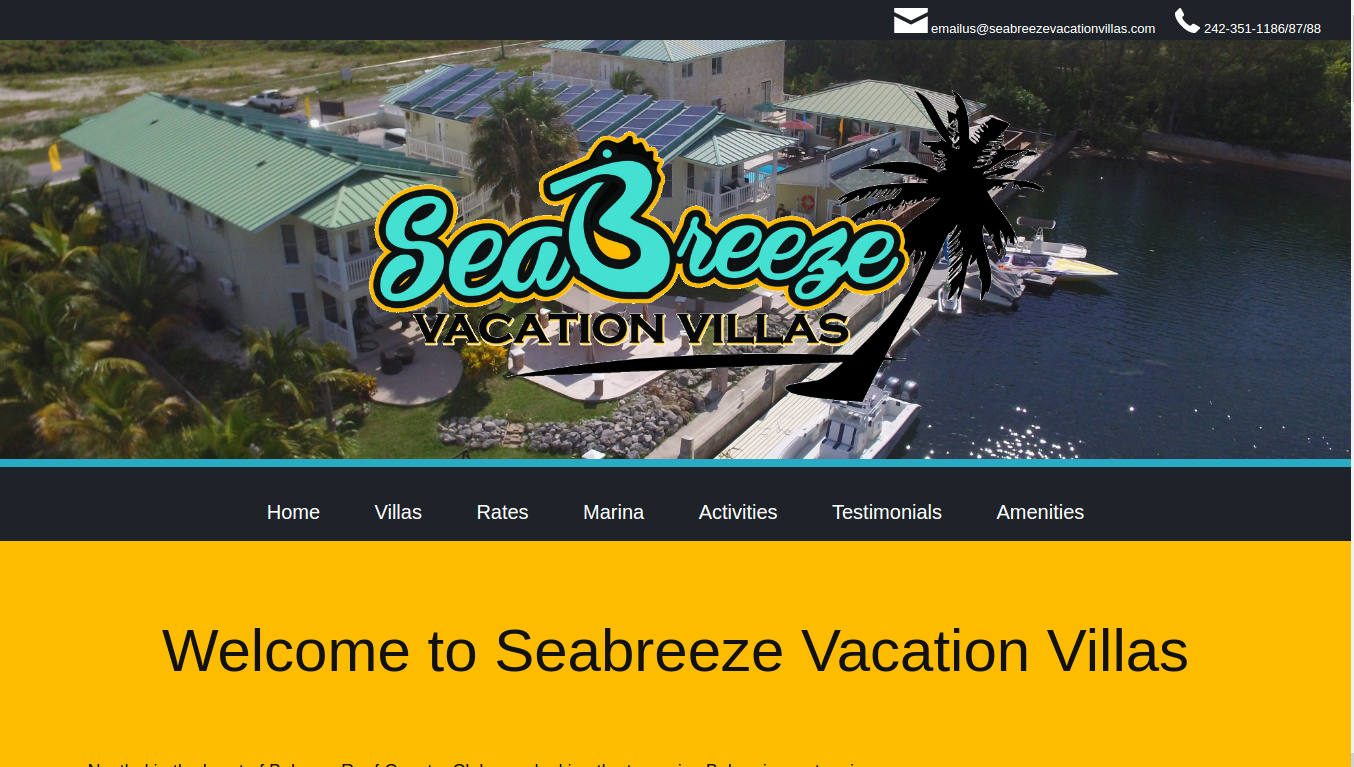 emailus@seabreezevacationvillas.com 242-351-1186/87/88
SeaBreeze
VACATION VILLAS
Home Villas Rates Marina Activities Testimonials Amenities
Welcome to Seabreeze Vacation Villas